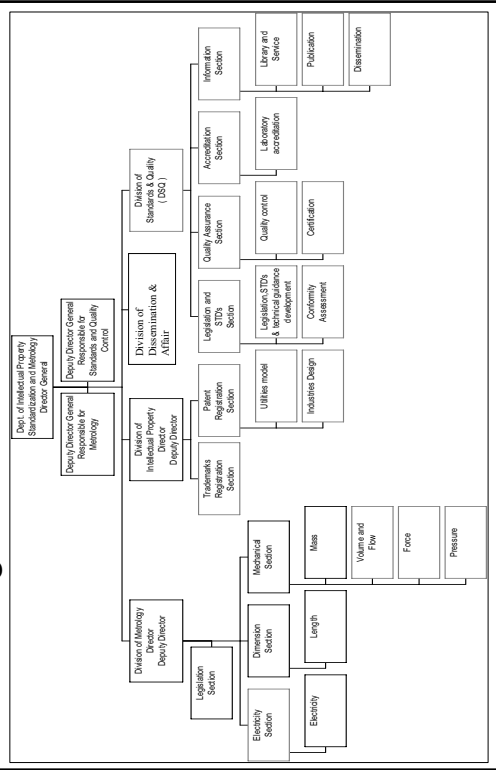 Dept. of Intellectual Property
Standardization and Metrology
Director General
Deputy Director General
Responsible for
Metrology
Deputy Director General
Responsible for
Standards and Quality
Control
Division of Metrology
Director
Deputy Director
Division of
Intellectual Property
Director
Deputy Director
Division of
Dissemination &
Affair
Division of
Standards & Quality
( DSQ )
Legislation
Section
Electricity
Section
Dimension
Section
Mechanical
Section
Trademarks
Registration
Section
Patent
Registration
Section
Legislation and
STD's
Section
Quality Assurance
Section
Accreditation
Section
Information
Section
Electricity
Length
Mass
Volume and
Flow
Force
Pressure
Utilities model
Industries Design
Legislation,STD's
& technical guidance
development
Conformity
Assessment
Quality control
Certification
Laboratory
accreditation
Library and
Service
Publication
Dissemination